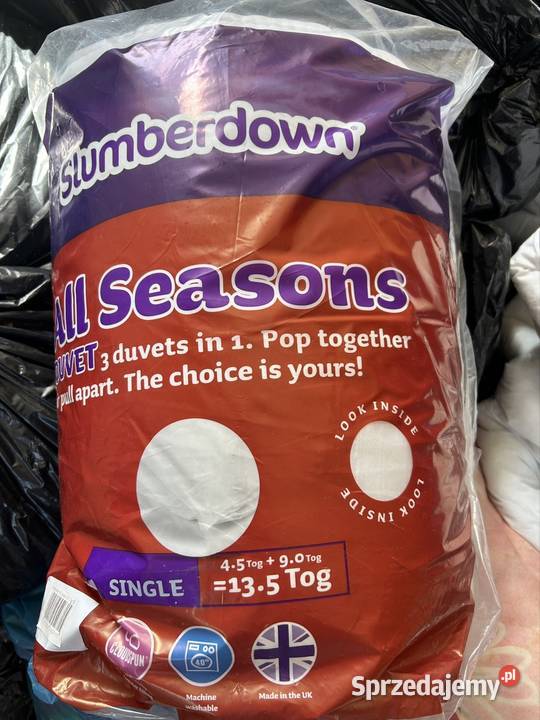 Slumberdown
All Seasons
DUVET 3 duvets in 1. Pop together
or pull apart. The choice is yours!
LOOK INSIDE
LOOK INSIDE
4.5 Tog + 9.0 Tog
SINGLE =13.5 Tog
CLOUDSPUN
40°
Machine
washable
Made in the UK
Sprzedajemy.pl